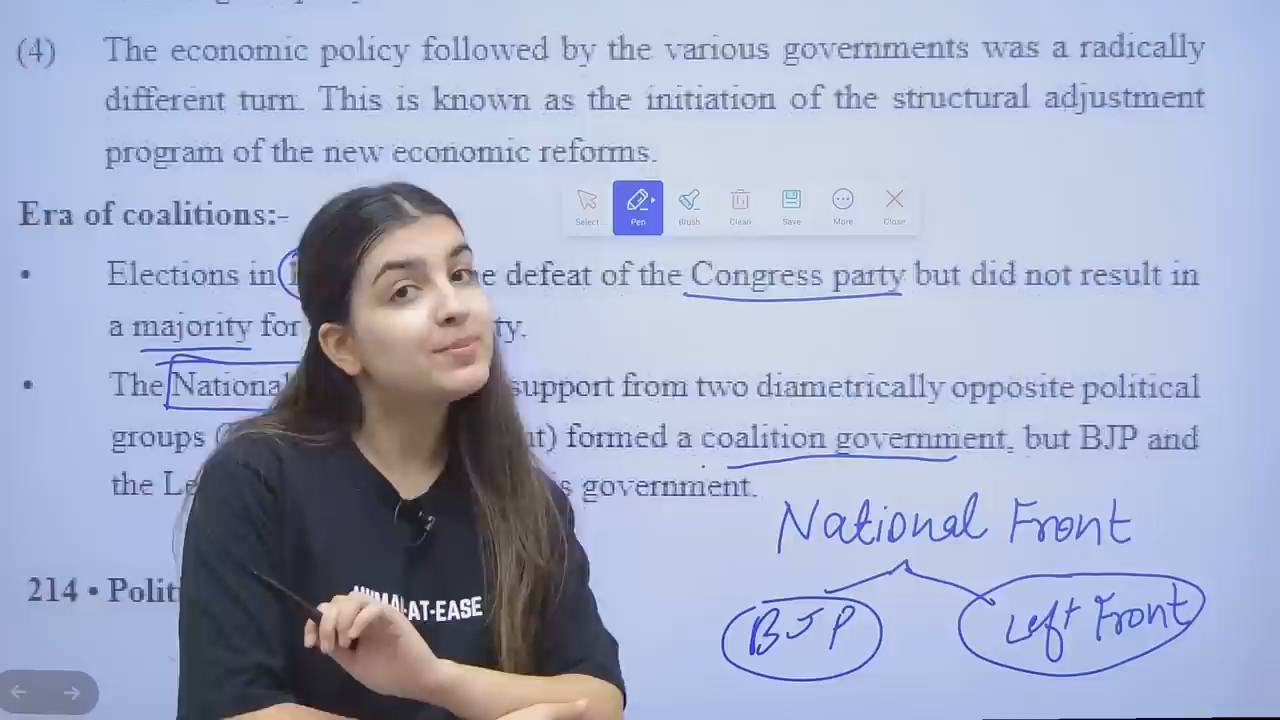 (4) The economic policy followed by the various governments was a radically
different turn. This is known as the initiation of the structural adjustment
program of the new economic reforms.
Select Pen Brush Clean Save More Close
Era of coalitions:-
• Elections in defeat of the Congress party but did not result in
a majority for
• The National support from two diametrically opposite political
groups formed a coalition government, but BJP and
the government.
National Front
BJP Left Front
214 • Polit
-AT-EASE